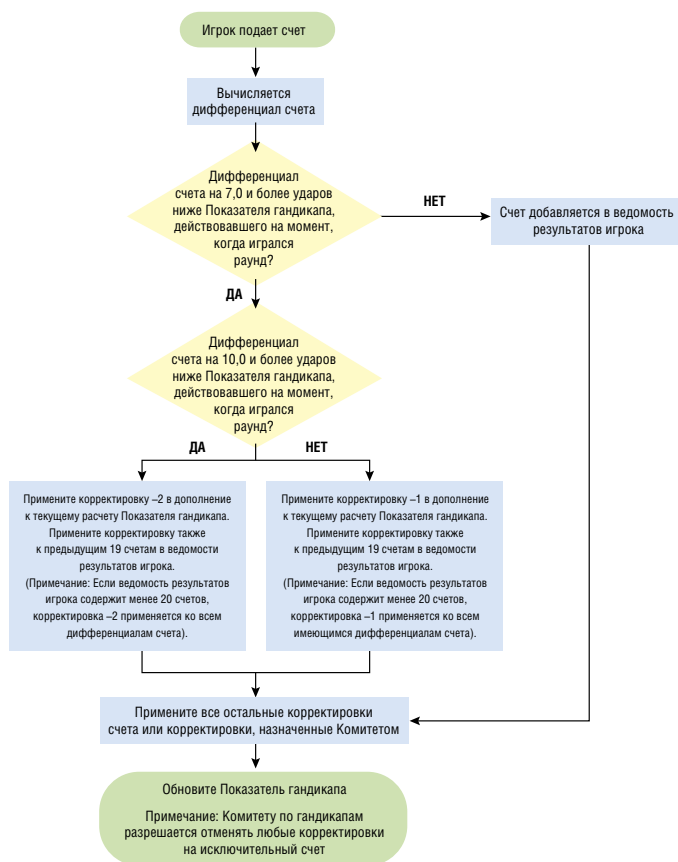 Игрок подает счет
Вычисляется
дифференциал счета
Дифференциал
счета на 7,0 и более ударов
ниже Показателя гандикапа,
действовавшего на момент,
когда игрался
раунд?
НЕТ
Счет добавляется в ведомость
результатов игрока
ДА
Дифференциал
счета на 10,0 и более ударов
ниже Показателя гандикапа,
действовавшего на момент,
когда игрался
раунд?
ДА
НЕТ
Примените корректировку –2 в дополнение
к текущему расчету Показателя гандикапа.
Примените корректировку также
к предыдущим 19 счетам в ведомости
результатов игрока.
(Примечание: Если ведомость результатов
игрока содержит менее 20 счетов,
корректировка –2 применяется ко всем
дифференциалам счета).
Примените корректировку –1 в дополнение
к текущему расчету Показателя гандикапа.
Примените корректировку также
к предыдущим 19 счетам в ведомости
результатов игрока.
(Примечание: Если ведомость результатов
игрока содержит менее 20 счетов,
корректировка –1 применяется ко всем
имеющимся дифференциалам счета).
Примените все остальные корректировки
счета или корректировки, назначенные Комитетом
Обновите Показатель гандикапа
Примечание: Комитету по гандикапам
разрешается отменять любые корректировки
на исключительный счет